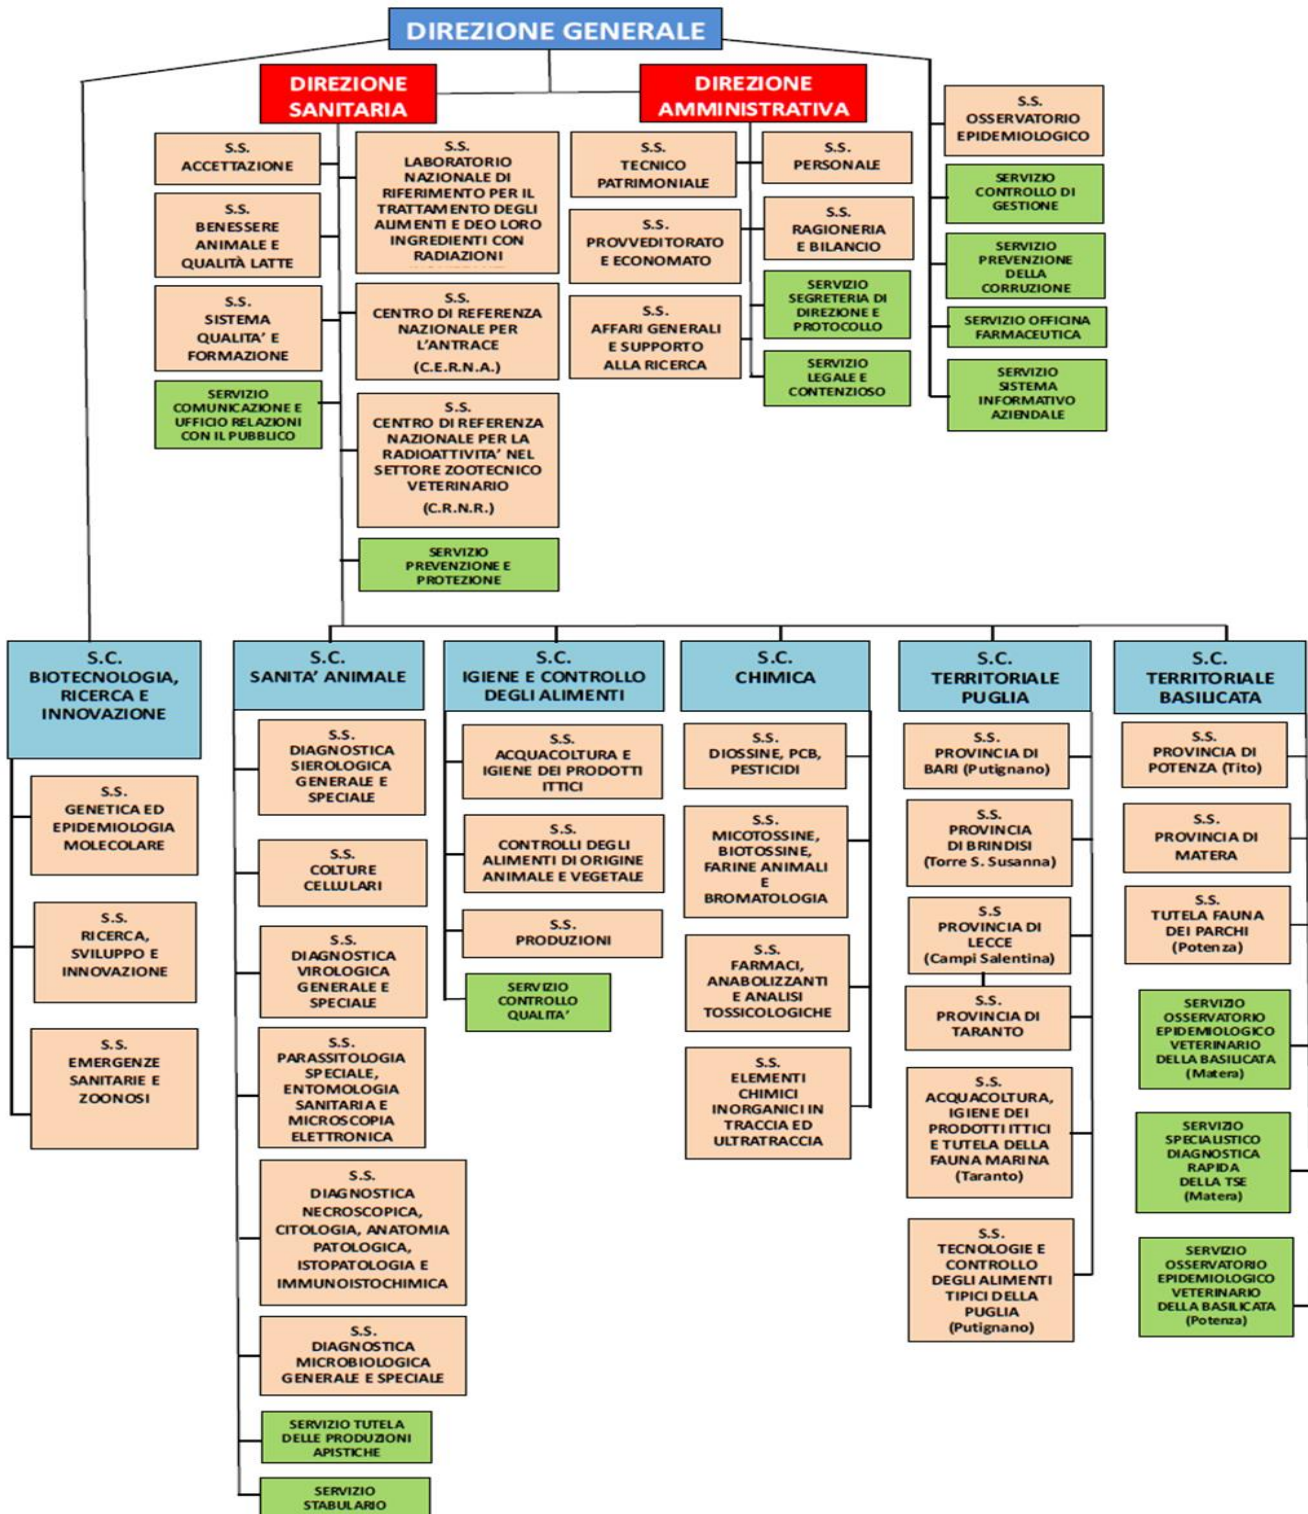 DIREZIONE GENERALE
DIREZIONE
SANITARIA
DIREZIONE
AMMINISTRATIVA
S.S.
ACCETTAZIONE
S.S.
BENESSERE
ANIMALE E
QUALITÀ LATTE
S.S.
SISTEMA
QUALITA’ E
FORMAZIONE
SERVIZIO
COMUNICAZIONE E
UFFICIO RELAZIONI
CON IL PUBBLICO
S.S.
LABORATORIO
NAZIONALE DI
RIFERIMENTO PER IL
TRATTAMENTO DEGLI
ALIMENTI E DEO LORO
INGREDIENTI CON
RADIAZIONI
S.S.
CENTRO DI REFERENZA
NAZIONALE PER
L’ANTRACE
(C.E.R.N.A.)
S.S.
CENTRO DI REFERENZA
NAZIONALE PER LA
RADIOATTIVITA’ NEL
SETTORE ZOOTECNICO
VETERINARIO
(C.R.N.R.)
SERVIZIO
PREVENZIONE E
PROTEZIONE
S.S.
TECNICO
PATRIMONIALE
S.S.
PROVVEDITORATO
E ECONOMATO
S.S.
AFFARI GENERALI
E SUPPORTO
ALLA RICERCA
S.S.
PERSONALE
S.S.
RAGIONERIA
E BILANCIO
SERVIZIO
SEGRETERIA DI
DIREZIONE E
PROTOCOLLO
SERVIZIO
LEGALE E
CONTENZIOSO
S.S.
OSSERVATORIO
EPIDEMIOLOGICO
SERVIZIO
CONTROLLO DI
GESTIONE
SERVIZIO
PREVENZIONE
DELLA
CORRUZIONE
SERVIZIO OFFICINA
FARMACEUTICA
SERVIZIO
SISTEMA
INFORMATIVO
AZIENDALE
S.C.
BIOTECNOLOGIA,
RICERCA E
INNOVAZIONE
S.S.
GENETICA ED
EPIDEMIOLOGIA
MOLECOLARE
S.S.
RICERCA,
SVILUPPO E
INNOVAZIONE
S.S.
EMERGENZE
SANITARIE E
ZOONOSI
S.C.
SANITA’ ANIMALE
S.S.
DIAGNOSTICA
SIEROLOGICA
GENERALE E
SPECIALE
S.S.
COLTURE
CELLULARI
S.S.
DIAGNOSTICA
VIROLOGICA
GENERALE E
SPECIALE
S.S.
PARASSITOLOGIA
SPECIALE,
ENTOMOLOGIA
SANITARIA E
MICROSCOPIA
ELETTRONICA
S.S.
DIAGNOSTICA
NECROSCOPICA,
CITOLOGIA, ANATOMIA
PATOLOGICA,
ISTOPATOLOGIA E
IMMUNOISTOCHIMICA
S.S.
DIAGNOSTICA
MICROBIOLOGICA
GENERALE E SPECIALE
SERVIZIO TUTELA
DELLE PRODUZIONI
APISTICHE
SERVIZIO
STABULARIO
S.C.
IGIENE E CONTROLLO
DEGLI ALIMENTI
S.S.
ACQUACOLTURA E
IGIENE DEI PRODOTTI
ITTICI
S.S.
CONTROLLI DEGLI
ALIMENTI DI ORIGINE
ANIMALE E VEGETALE
S.S.
PRODUZIONI
SERVIZIO
CONTROLLO
QUALITA’
S.C.
CHIMICA
S.S.
DIOSSINE, PCB,
PESTICIDI
S.S.
MICOTOSSINE,
BIOTOSSINE,
FARINE ANIMALI
E
BROMATOLOGIA
S.S.
FARMACI,
ANABOLIZZANTI
E ANALISI
TOSSICOLOGICHE
S.S.
ELEMENTI
CHIMICI
INORGANICI IN
TRACCIA ED
ULTRATRACCIA
S.C.
TERRITORIALE
PUGLIA
S.S.
PROVINCIA DI
BARI (Putignano)
S.S.
PROVINCIA
DI BRINDISI
(Torre S. Susanna)
S.S
PROVINCIA DI
LECCE
(Campi Salentina)
S.S.
PROVINCIA DI
TARANTO
S.S.
ACQUACOLTURA,
IGIENE DEI
PRODOTTI ITTICI
E TUTELA DELLA
FAUNA MARINA
(Taranto)
S.S.
TECNOLOGIE E
CONTROLLO
DEGLI ALIMENTI
TIPICI DELLA
PUGLIA
(Putignano)
S.C.
TERRITORIALE
BASILICATA
S.S.
PROVINCIA DI
POTENZA (Tito)
S.S.
PROVINCIA DI
MATERA
S.S.
TUTELA FAUNA
DEI PARCHI
(Potenza)
SERVIZIO
OSSERVATORIO
EPIDEMIOLOGICO
VETERINARIO
DELLA BASILICATA
(Matera)
SERVIZIO
SPECIALISTICO
DIAGNOSTICA
RAPIDA
DELLA TSE
(Matera)
SERVIZIO
OSSERVATORIO
EPIDEMIOLOGICO
VETERINARIO
DELLA BASILICATA
(Potenza)